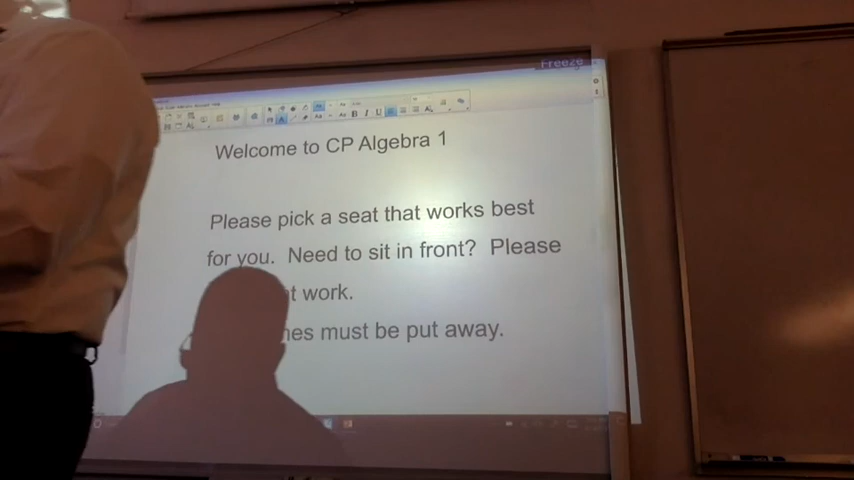 Freeze
B I U
Welcome to CP Algebra 1
Please pick a seat that works best
for you. Need to sit in front? Please
t work.
nes must be put away.